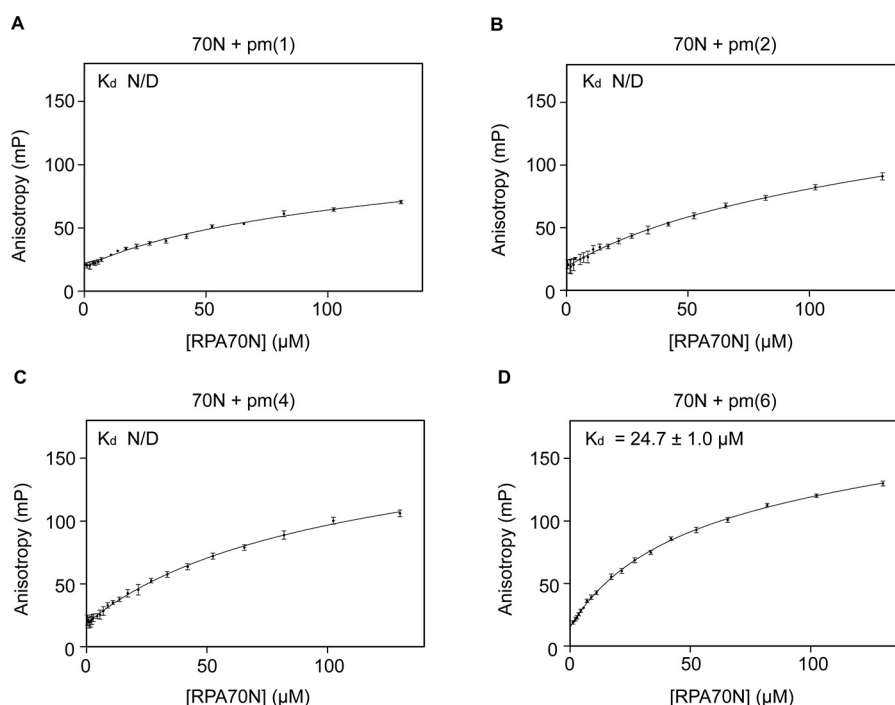 A
70N + pm(1)
Kd N/D
150
100
50
0
Anisotropy (mP)
0 50 100
[RPA70N] (µM)
B
70N + pm(2)
Kd N/D
150
100
50
0
Anisotropy (mP)
0 50 100
[RPA70N] (µM)
C
70N + pm(4)
Kd N/D
150
100
50
0
Anisotropy (mP)
0 50 100
[RPA70N] (µM)
D
70N + pm(6)
Kd = 24.7 ± 1.0 µM
150
100
50
0
Anisotropy (mP)
0 50 100
[RPA70N] (µM)